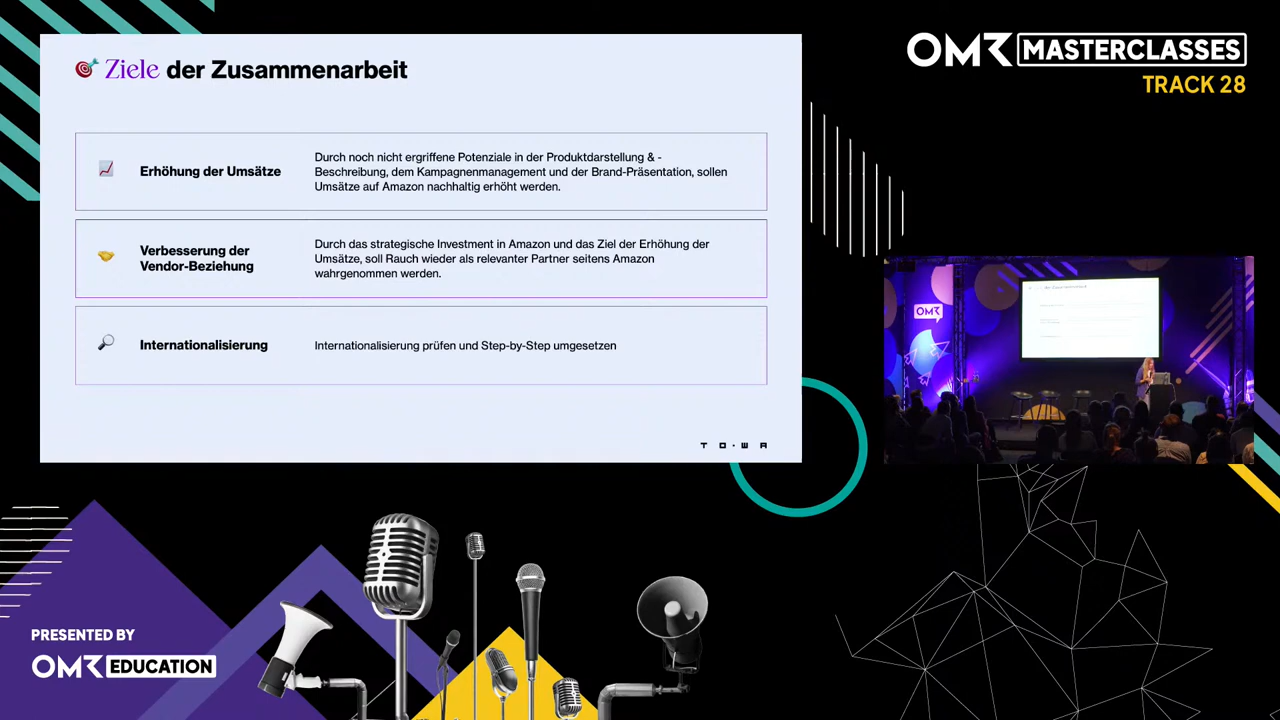 Ziele der Zusammenarbeit
Erhöhung der Umsätze
Durch noch nicht ergriffene Potenziale in der Produktdarstellung & -
Beschreibung, dem Kampagnenmanagement und der Brand-Präsentation, sollen
Umsätze auf Amazon nachhaltig erhöht werden.
Verbesserung der
Vendor-Beziehung
Durch das strategische Investment in Amazon und das Ziel der Erhöhung der
Umsätze, soll Rauch wieder als relevanter Partner seitens Amazon
wahrgenommen werden.
Internationalisierung
Internationalisierung prüfen und Step-by-Step umgesetzen
TO·WA
OMR MASTERCLASSES
TRACK 28
OMR
PRESENTED BY
OMR EDUCATION